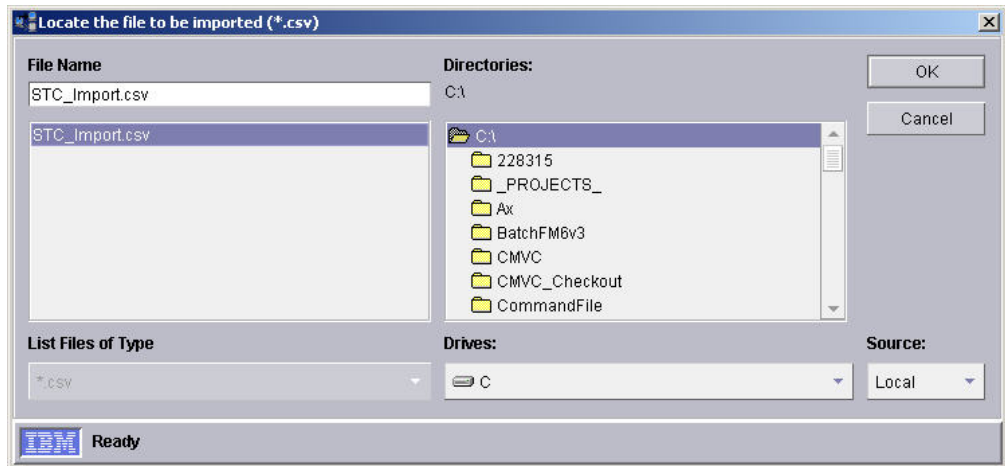 Locate the file to be imported (*.csv)
File Name
STC_Import.csv
STC_Import.csv
List Files of Type
*.csv
Directories:
C:\
C:\
228315
_PROJECTS_
Ax
BatchFM6v3
CMVC
CMVC_Checkout
CommandFile
Drives:
C
OK
Cancel
Source:
Local
IBM Ready